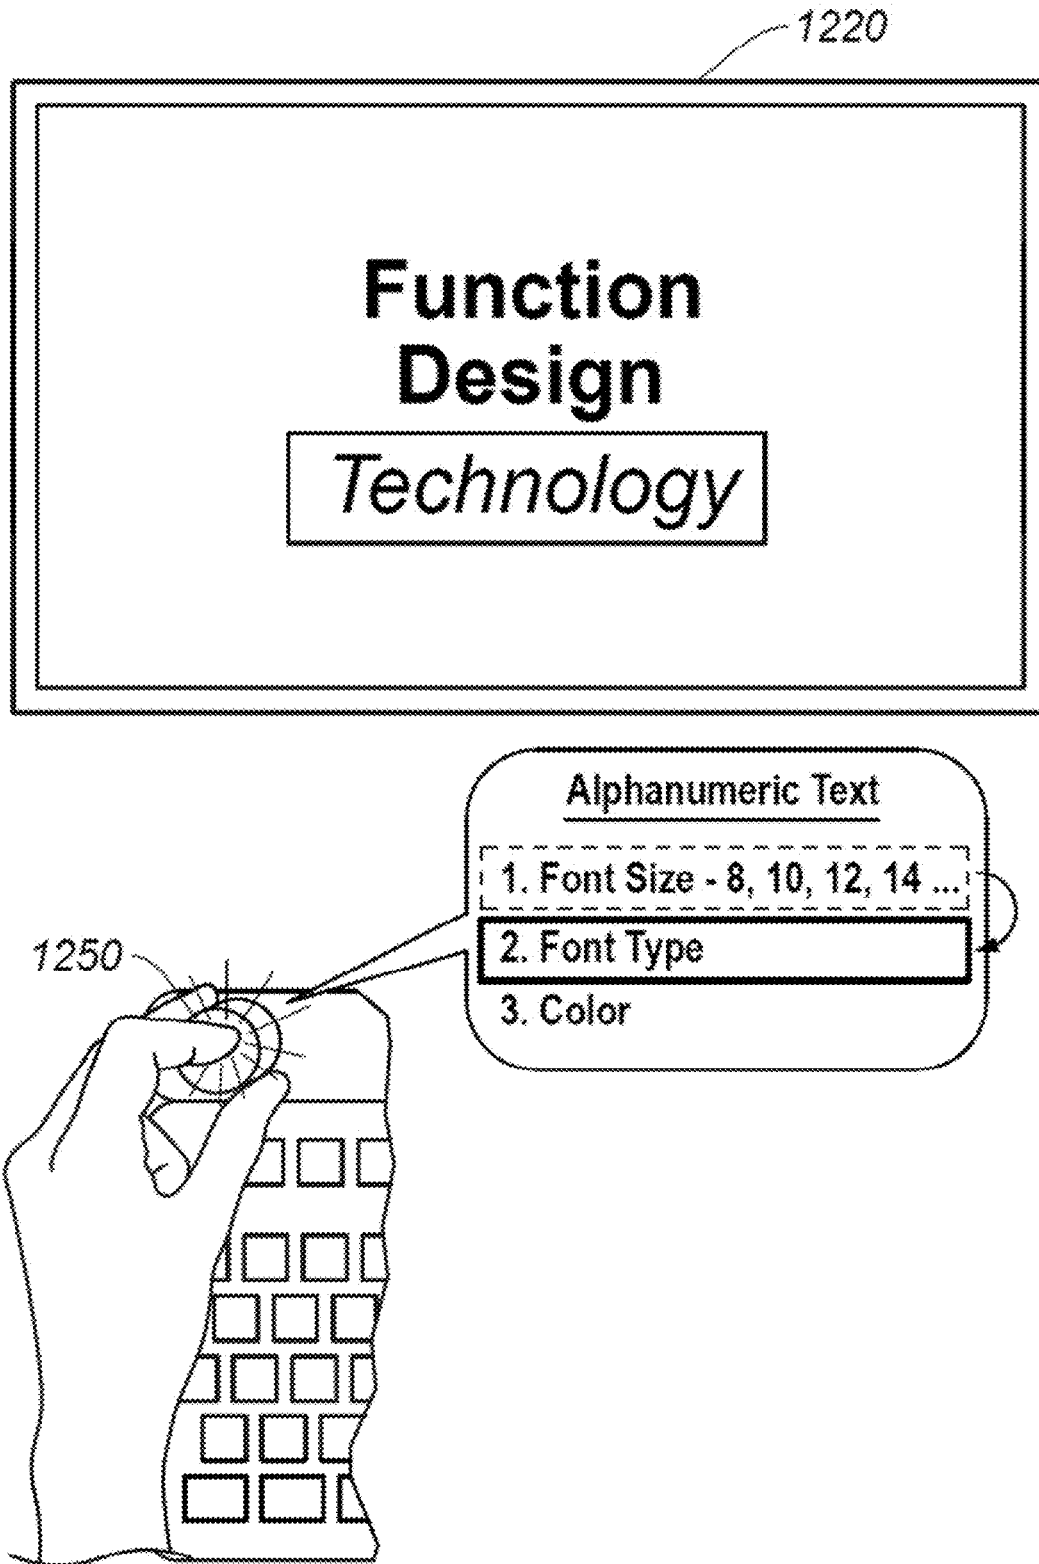 1220
Function
Design
Technology
Alphanumeric Text
1. Font Size - 8, 10, 12, 14 ...
2. Font Type
3. Color
1250